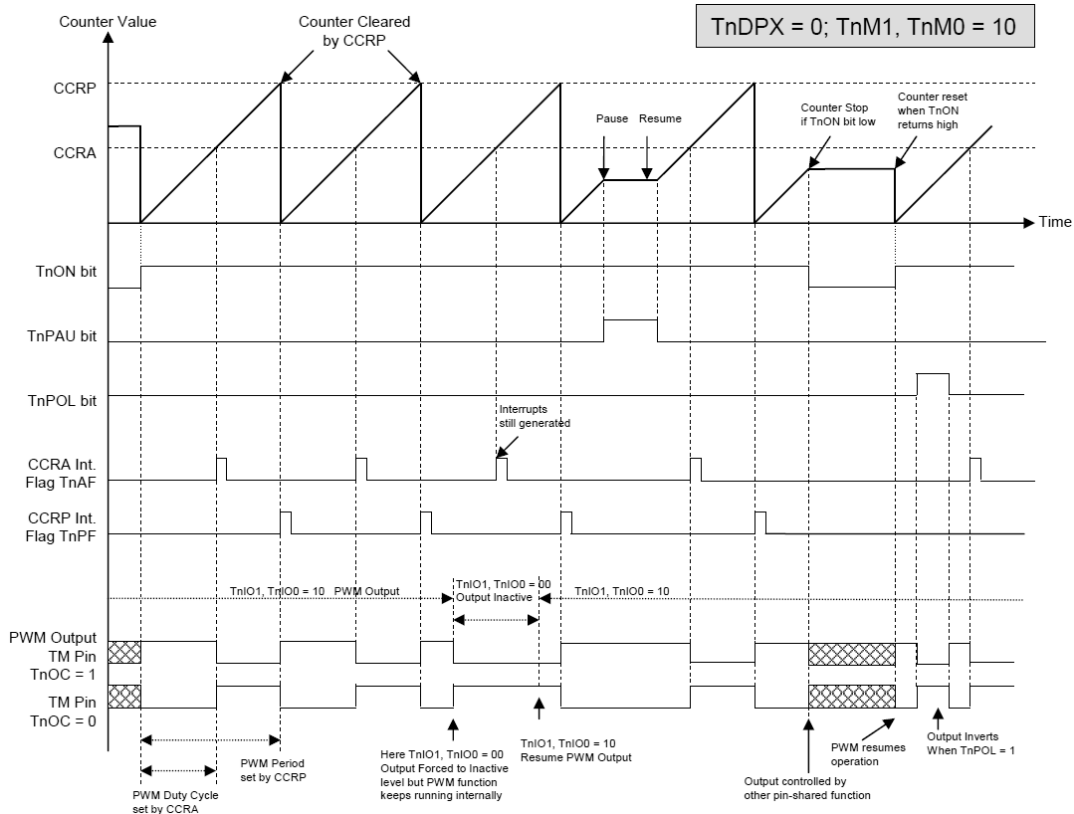 Counter Value
Counter Cleared
by CCRP
TnDPX = 0; TnM1, TnM0 = 10
CCRP
CCRA
Pause
Resume
Counter Stop
if TnON bit low
Counter reset
when TnON
returns high
Time
TnON bit
TnPAU bit
TnPOL bit
Interrupts
still generated
CCRA Int.
Flag TnAF
CCRP Int.
Flag TnPF
TnIO1, TnIO0 = 10 PWM Output
TnIO1, TnIO0 = 00
Output Inactive
TnIO1, TnIO0 = 10
PWM Output
TM Pin
TnOC = 1
TM Pin
TnOC = 0
PWM Period
set by CCRP
PWM Duty Cycle
set by CCRA
Here TnIO1, TnIO0 = 00
Output Forced to Inactive
level but PWM function
keeps running internally
TnIO1, TnIO0 = 10
Resume PWM Output
Output controlled by
other pin-shared function
PWM resumes
operation
Output Inverts
When TnPOL = 1